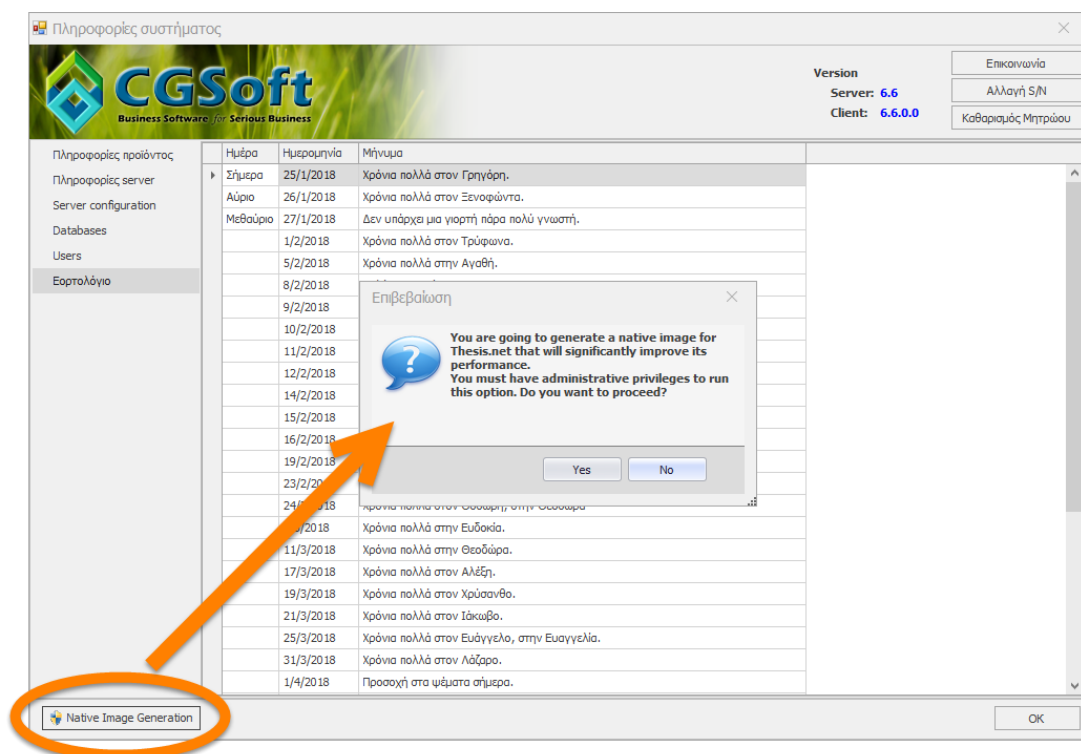 Πληροφορίες συστήματος
CGSoft
Business Software for Serious Business
Version
Server: 6.6
Client: 6.6.0.0
Επικοινωνία
Αλλαγή S/N
Καθαρισμός Μητρώου
Πληροφορίες προϊόντος
Πληροφορίες server
Server configuration
Databases
Users
Εορτολόγιο
Ημέρα Ημερομηνία Μήνυμα
Σήμερα 25/1/2018 Χρόνια πολλά στον Γρηγόρη.
Αύριο 26/1/2018 Χρόνια πολλά στον Ξενοφώντα.
Μεθαύριο 27/1/2018 Δεν υπάρχει μια γιορτή πάρα πολύ γνωστή.
1/2/2018 Χρόνια πολλά στον Τρύφωνα.
5/2/2018 Χρόνια πολλά στην Αγαθή.
8/2/2018
9/2/2018
10/2/2018
11/2/2018
12/2/2018
14/2/2018
15/2/2018
16/2/2018
19/2/2018
Χρόνια πολλά στην Ευδοκία.
11/3/2018 Χρόνια πολλά στην Θεοδώρα.
17/3/2018 Χρόνια πολλά στον Αλέξη.
19/3/2018 Χρόνια πολλά στον Χρύσανθο.
21/3/2018 Χρόνια πολλά στον Ιάκωβο.
25/3/2018 Χρόνια πολλά στον Ευάγγελο, στην Ευαγγελία.
31/3/2018 Χρόνια πολλά στον Λάζαρο.
1/4/2018 Προσοχή στα ψέματα σήμερα.
Επιβεβαίωση
You are going to generate a native image for
Thesis.net that will significantly improve its
performance.
You must have administrative privileges to run
this option. Do you want to proceed?
Yes No
Native Image Generation
OK